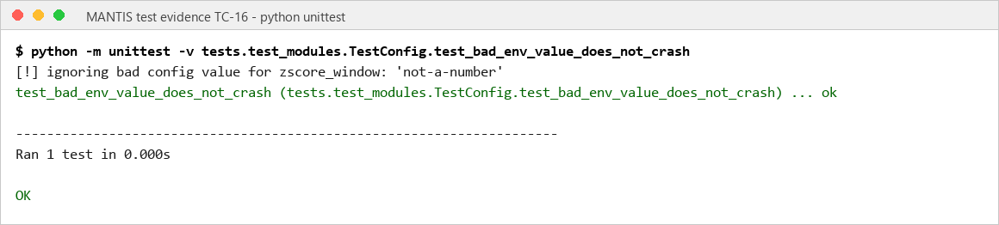 MANTIS test evidence TC-16 - python unittest
$ python -m unittest -v tests.test_modules.TestConfig.test_bad_env_value_does_not_crash
[!] ignoring bad config value for zscore_window: 'not-a-number'
test_bad_env_value_does_not_crash (tests.test_modules.TestConfig.test_bad_env_value_does_not_crash) ... ok
----------------------------------------------------------------------
Ran 1 test in 0.000s
OK